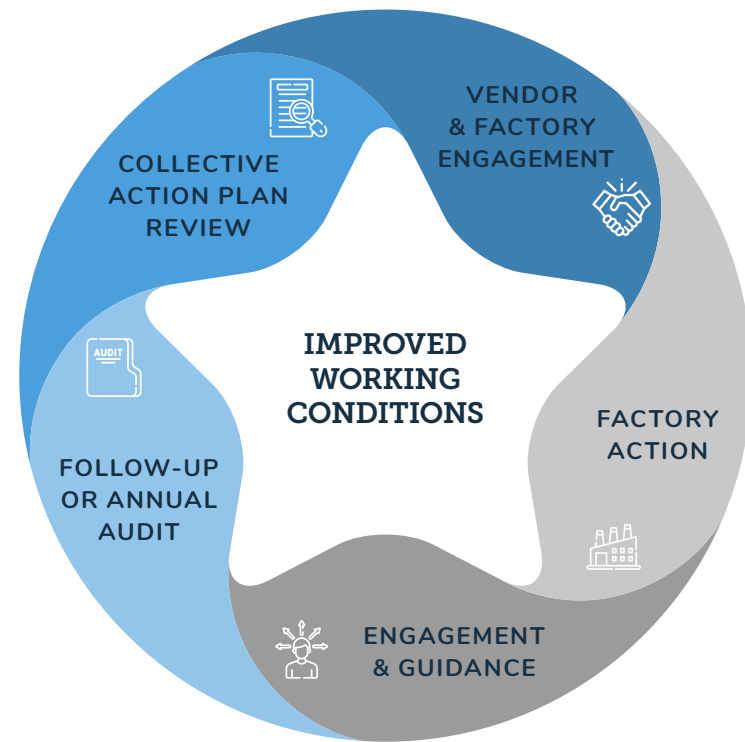 VENDOR
& FACTORY
ENGAGEMENT
COLLECTIVE
ACTION PLAN
REVIEW
IMPROVED
WORKING
CONDITIONS
AUDIT
FACTORY
ACTION
FOLLOW-UP
OR ANNUAL
AUDIT
ENGAGEMENT
& GUIDANCE